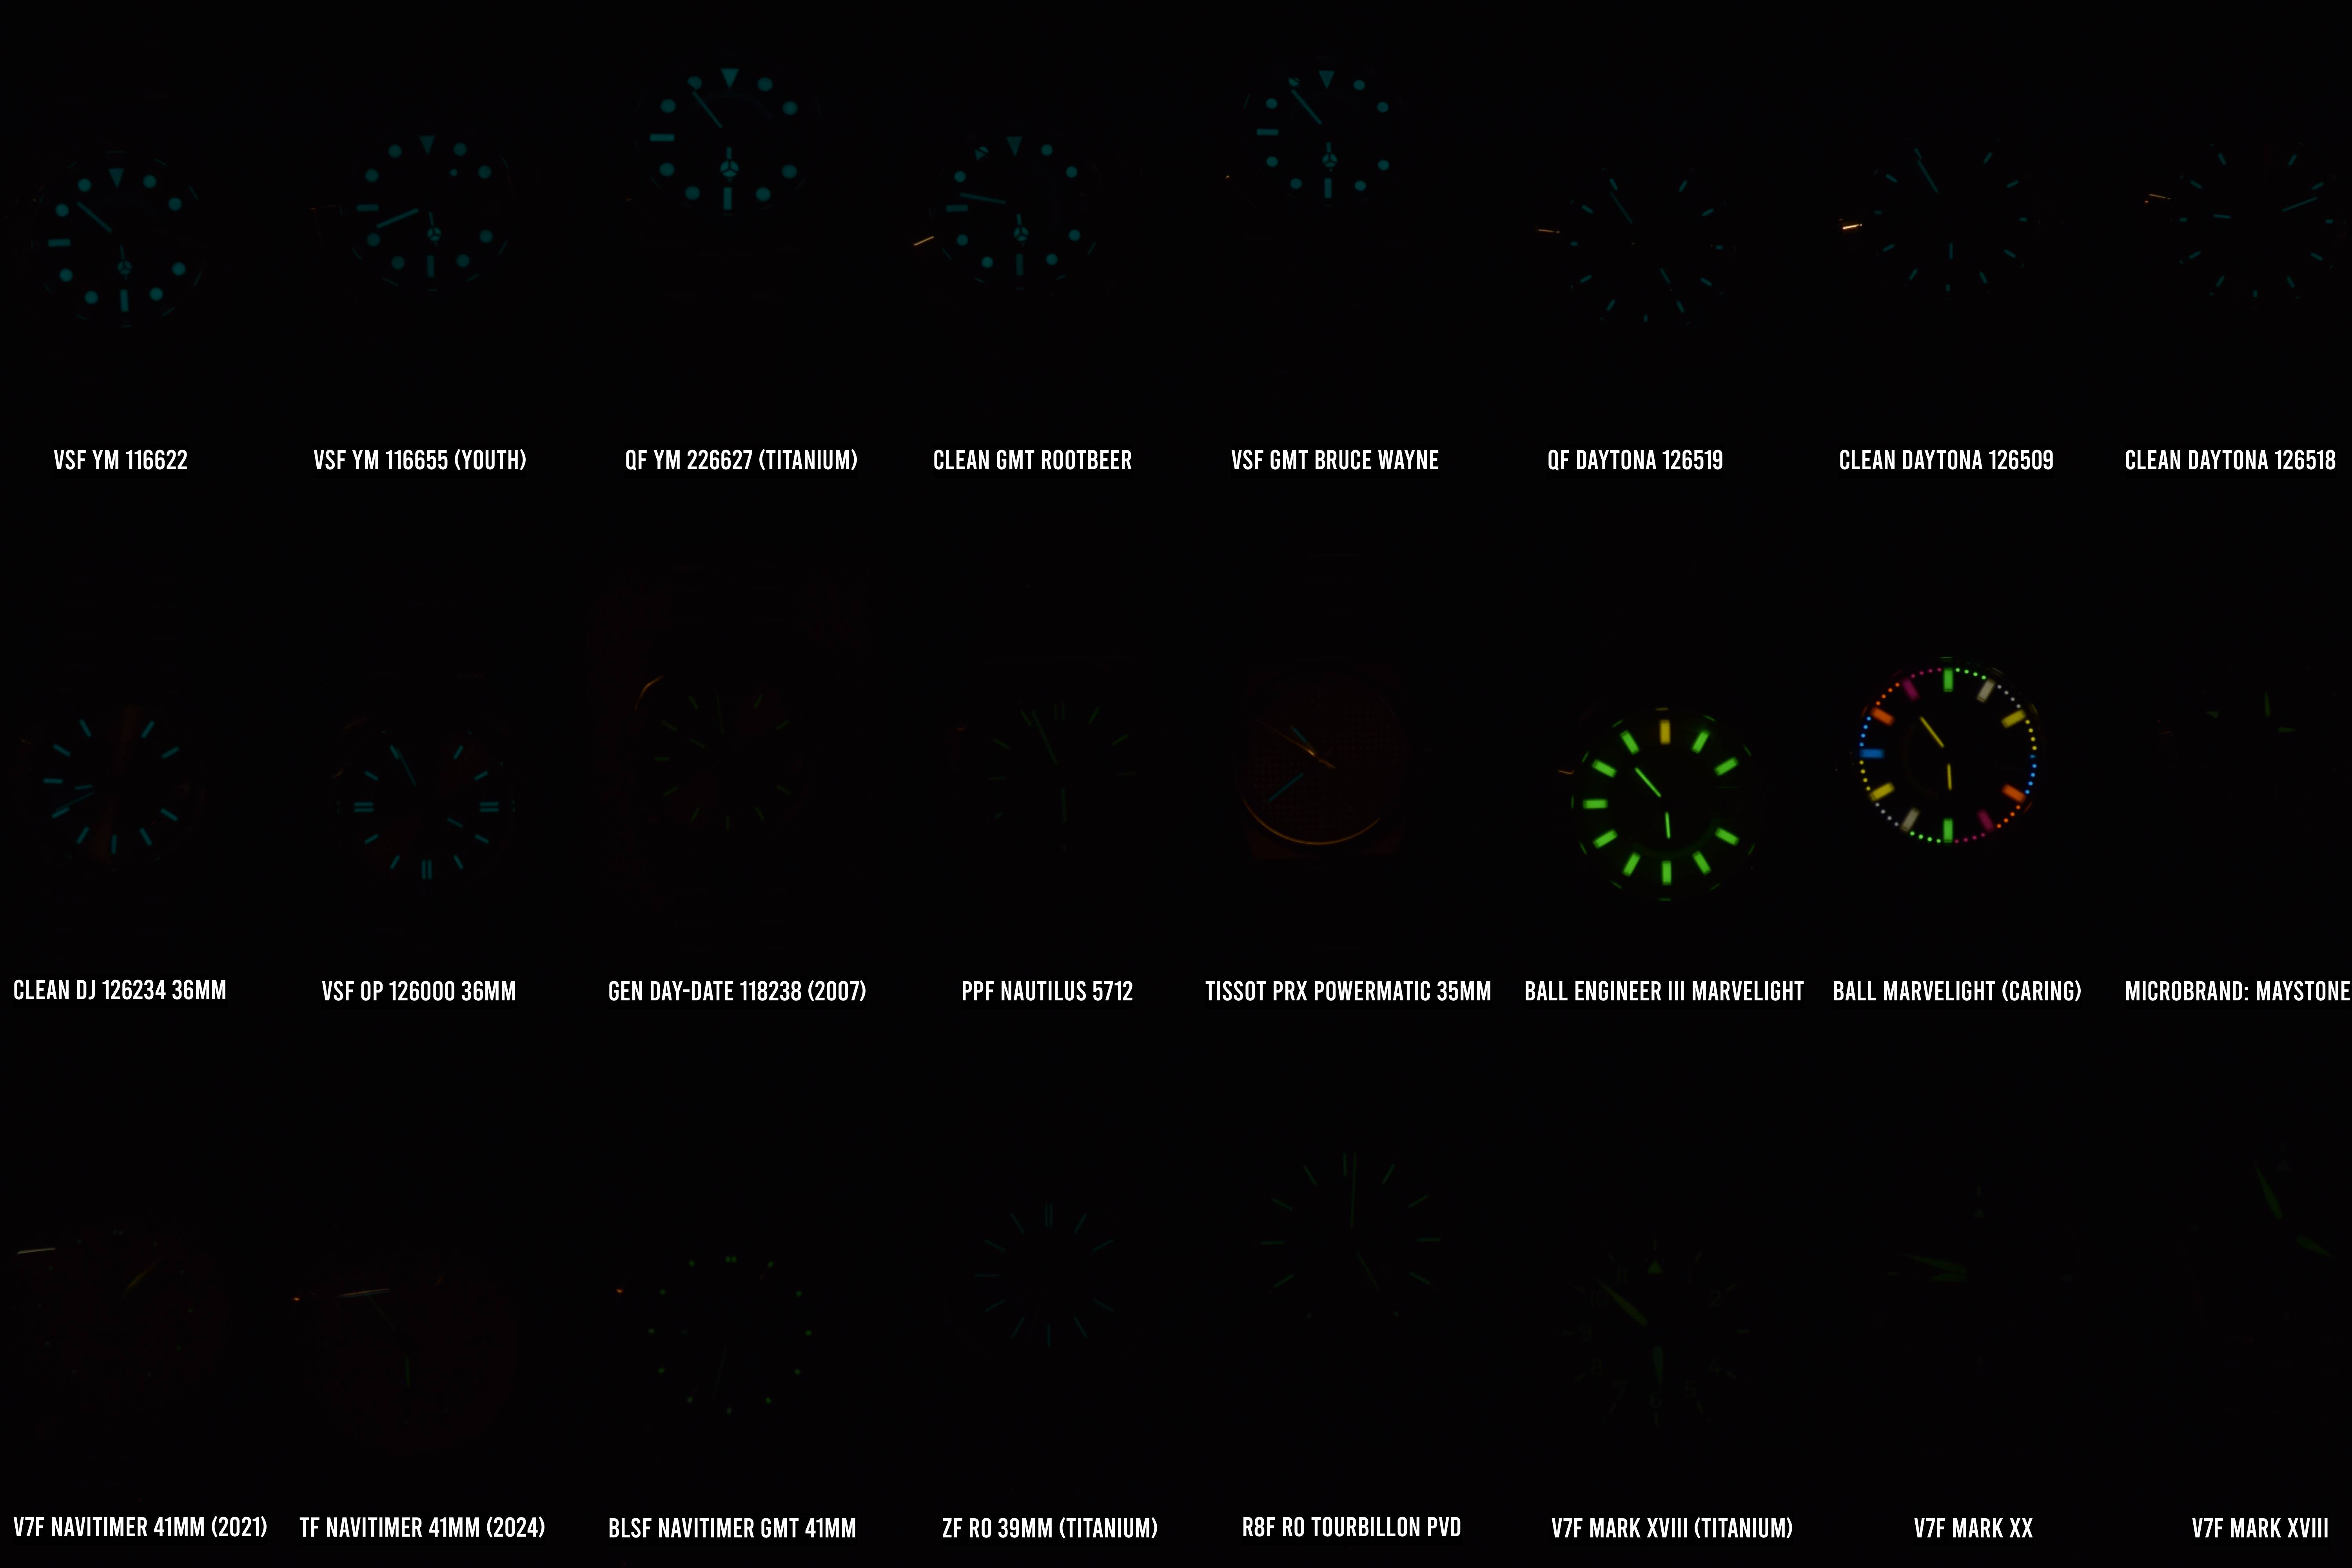 VSF YM 116622
VSF YM 116655 (YOUTH)
QF YM 226627 (TITANIUM)
CLEAN GMT ROOTBEER
VSF GMT BRUCE WAYNE
QF DAYTONA 126519
CLEAN DAYTONA 126509
CLEAN DAYTONA 126518
CLEAN DJ 126234 36MM
VSF OP 126000 36MM
GEN DAY-DATE 118238 (2007)
PPF NAUTILUS 5712
TISSOT PRX POWERMATIC 35MM
BALL ENGINEER III MARVELIGHT
BALL MARVELIGHT (CARING)
MICROBRAND: MAYSTONE
V7F NAVITIMER 41MM (2021)
TF NAVITIMER 41MM (2024)
BLSF NAVITIMER GMT 41MM
ZF RO 39MM (TITANIUM)
R8F RO TOURBILLON PVD
V7F MARK XVIII (TITANIUM)
V7F MARK XX
V7F MARK XVIII